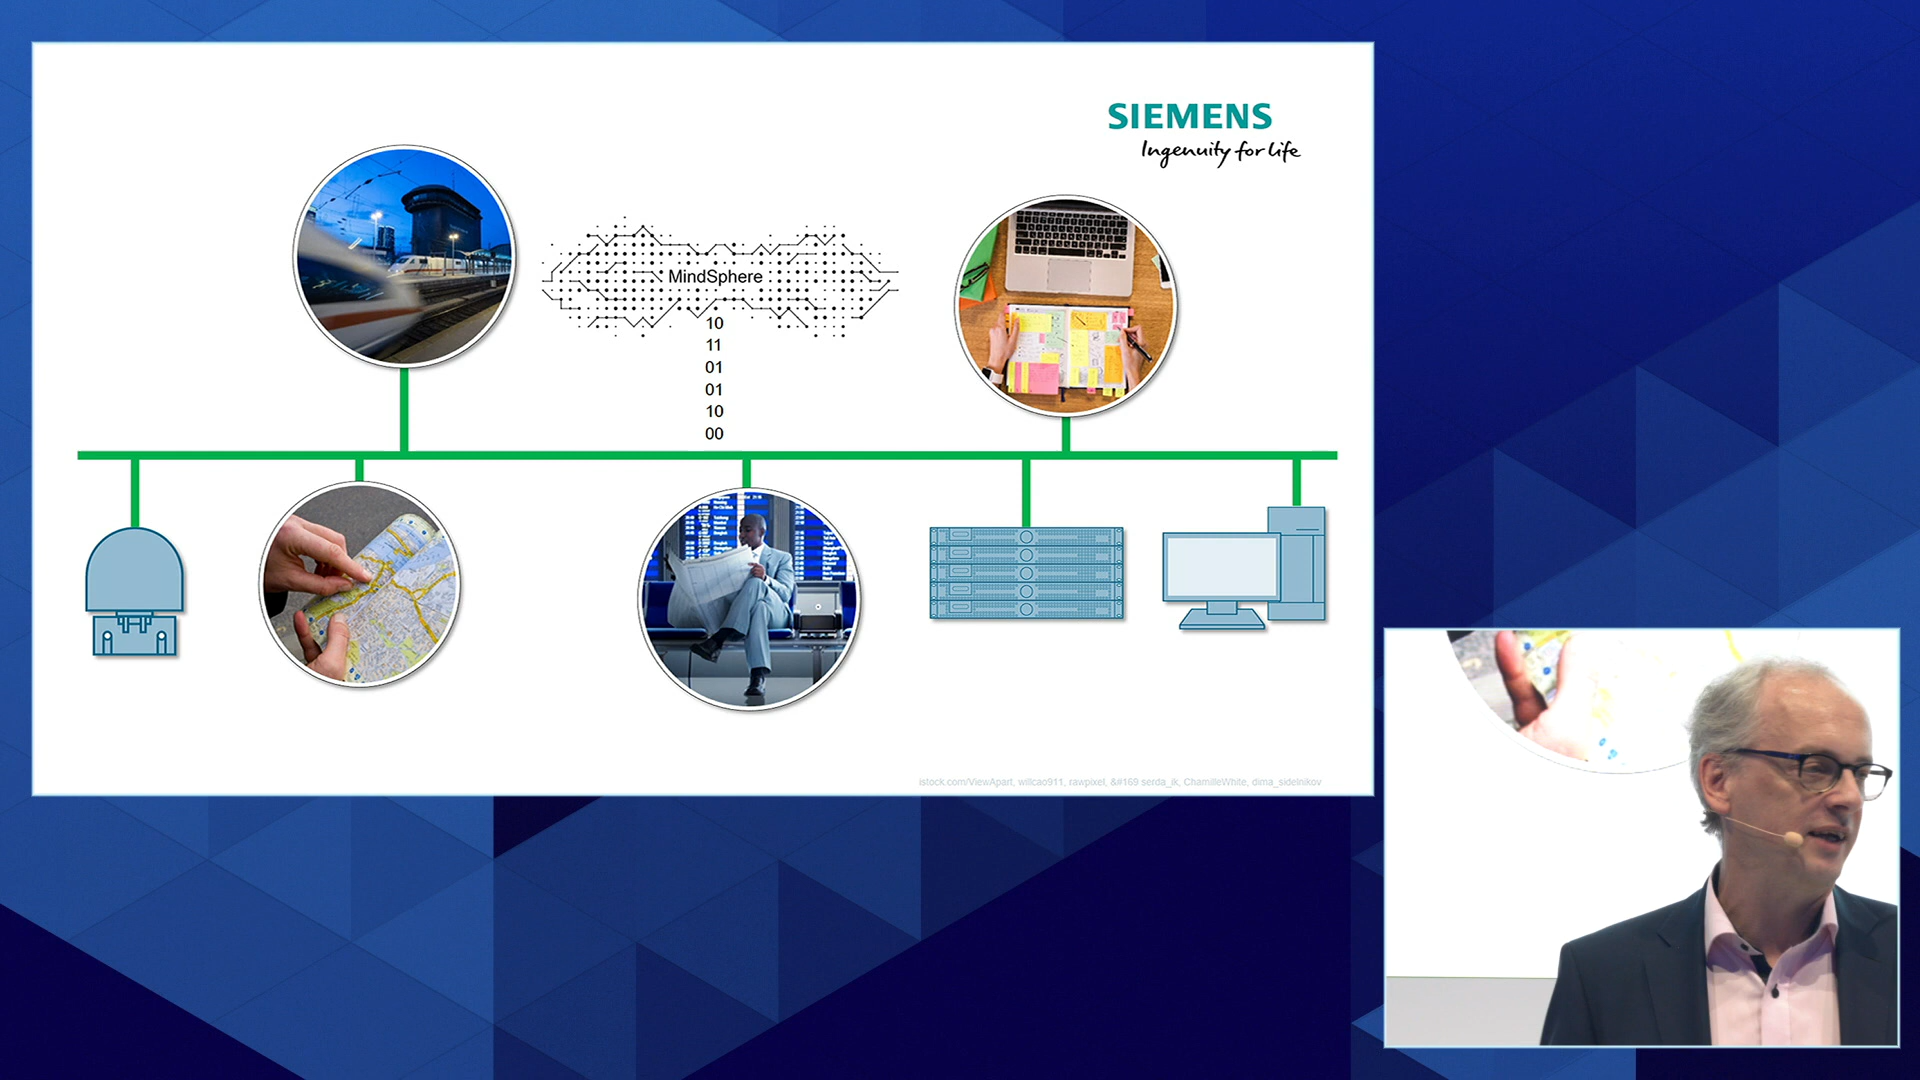 SIEMENS
Ingenuity for life
MindSphere
10
11
01
01
10
00
istock.com/ViewApart, willcao911, rawpixel, &#169 serda_ik, ChamilleWhite, dima_sidelnikov